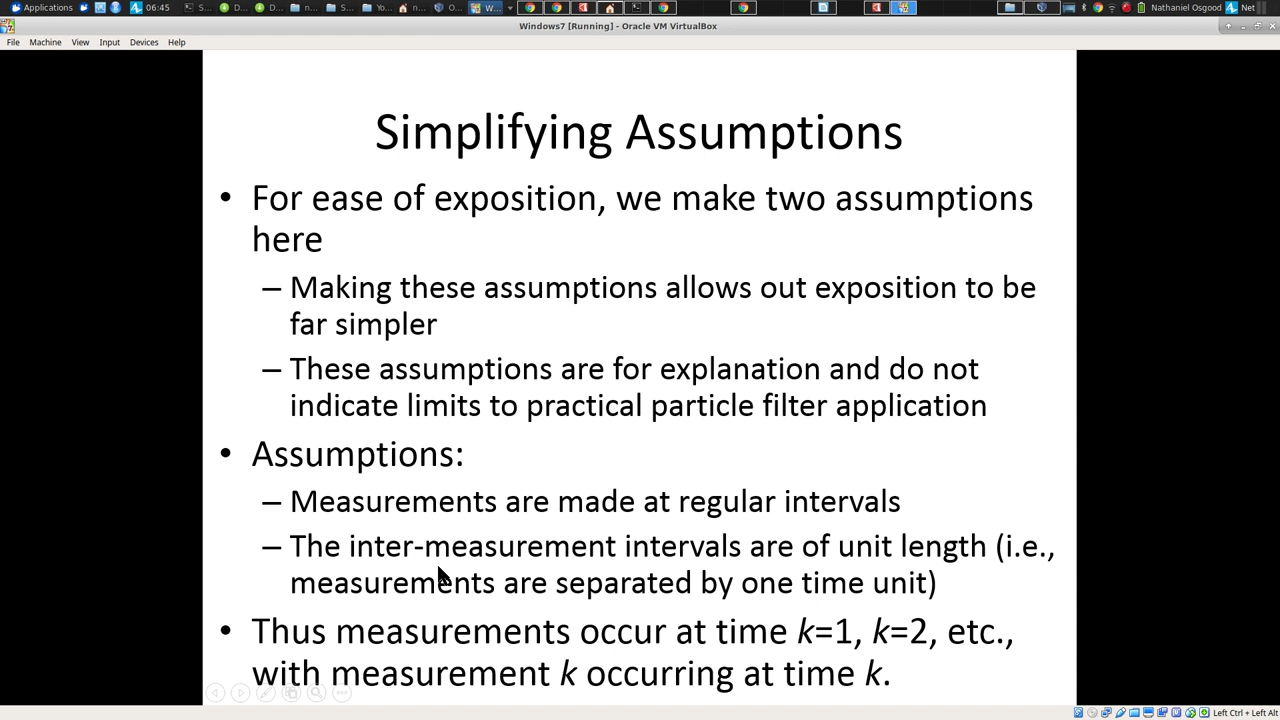 Applications 06:45 S... D... D... n... S... Yo... n... O... W... Nathaniel Osgood Net
Windows7 [Running] - Oracle VM VirtualBox
File Machine View Input Devices Help
Simplifying Assumptions
• For ease of exposition, we make two assumptions
here
– Making these assumptions allows out exposition to be
far simpler
– These assumptions are for explanation and do not
indicate limits to practical particle filter application
• Assumptions:
– Measurements are made at regular intervals
– The inter-measurement intervals are of unit length (i.e.,
measurements are separated by one time unit)
• Thus measurements occur at time k=1, k=2, etc.,
with measurement k occurring at time k.
Left Ctrl + Left Alt